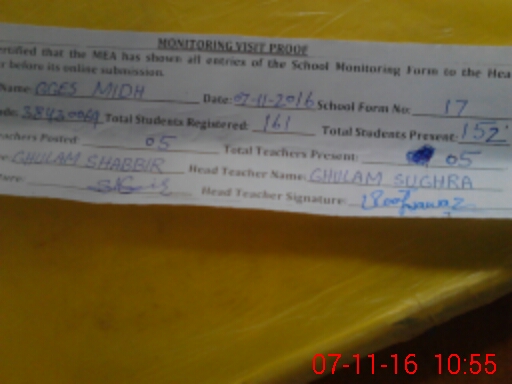 MONITORING VISIT PROOF
ertified that the MEA has shown all entries of the School Monitoring Form to the Hea
r before its online submission.
Name: GGES MIDH Date: 07-11-2016 School Form No: 17
ode: 38430069 Total Students Registered: 161 Total Students Present: 152
eachers Posted: 05 Total Teachers Present: 05
e: GHULAM SHABBIR Head Teacher Name: GHULAM SUGHRA
ture: Head Teacher Signature:
07-11-16 10:55